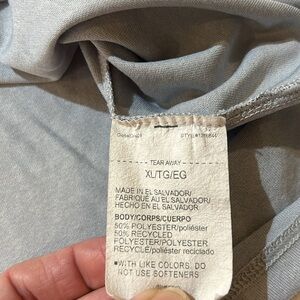 - - - TEAR AWAY - - -
XL/TG/EG
MADE IN EL SALVADOR/
FABRIQUÉ AU EL SALVADOR/
HECHO EN EL SALVADOR
BODY/CORPS/CUERPO
50% POLYESTER/poliéster
50% RECYCLED
POLYESTER/POLYESTER
RECYCLÉ/poliéster
reciclado/
■WITH LIKE COLORS. DO
NOT USE SOFTENERS